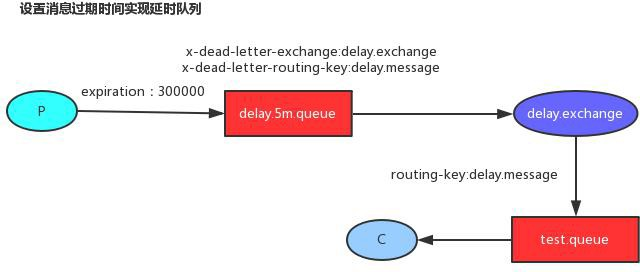 设置消息过期时间实现延时队列
x-dead-letter-exchange:delay.exchange
x-dead-letter-routing-key:delay.message
expiration：300000
P
delay.5m.queue
delay.exchange
routing-key:delay.message
C
test.queue